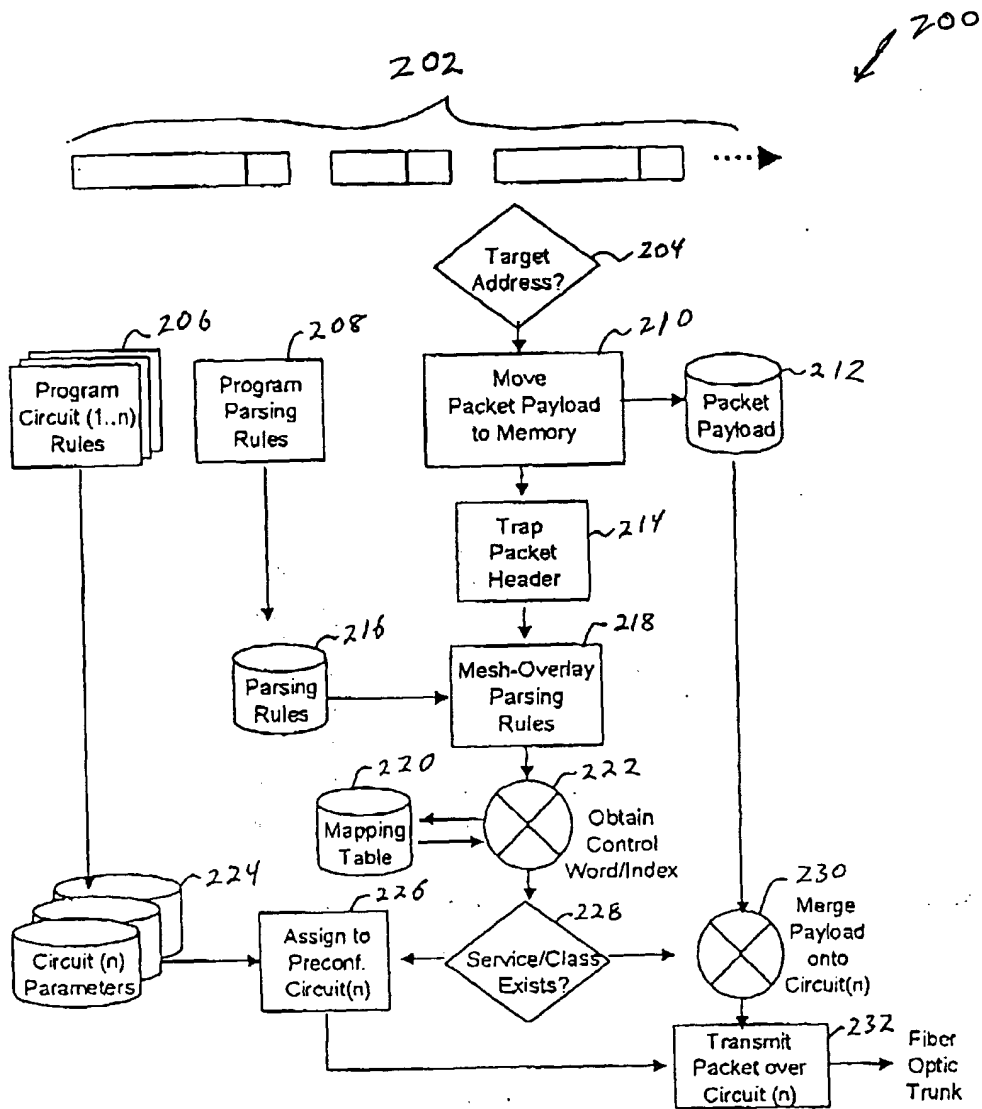 200
202
Target
Address?
204
206
Program
Circuit (1..n)
Rules
208
Program
Parsing
Rules
210
Move
Packet Payload
to Memory
212
Packet
Payload
Trap
Packet
Header
214
216
Parsing
Rules
218
Mesh-Overlay
Parsing
Rules
220
Mapping
Table
222
Obtain
Control
Word/Index
224
Circuit (n)
Parameters
226
Assign to
Preconf.
Circuit(n)
228
Service/Class
Exists?
230
Merge
Payload
onto
Circuit(n)
232
Transmit
Packet over
Circuit (n)
Fiber
Optic
Trunk